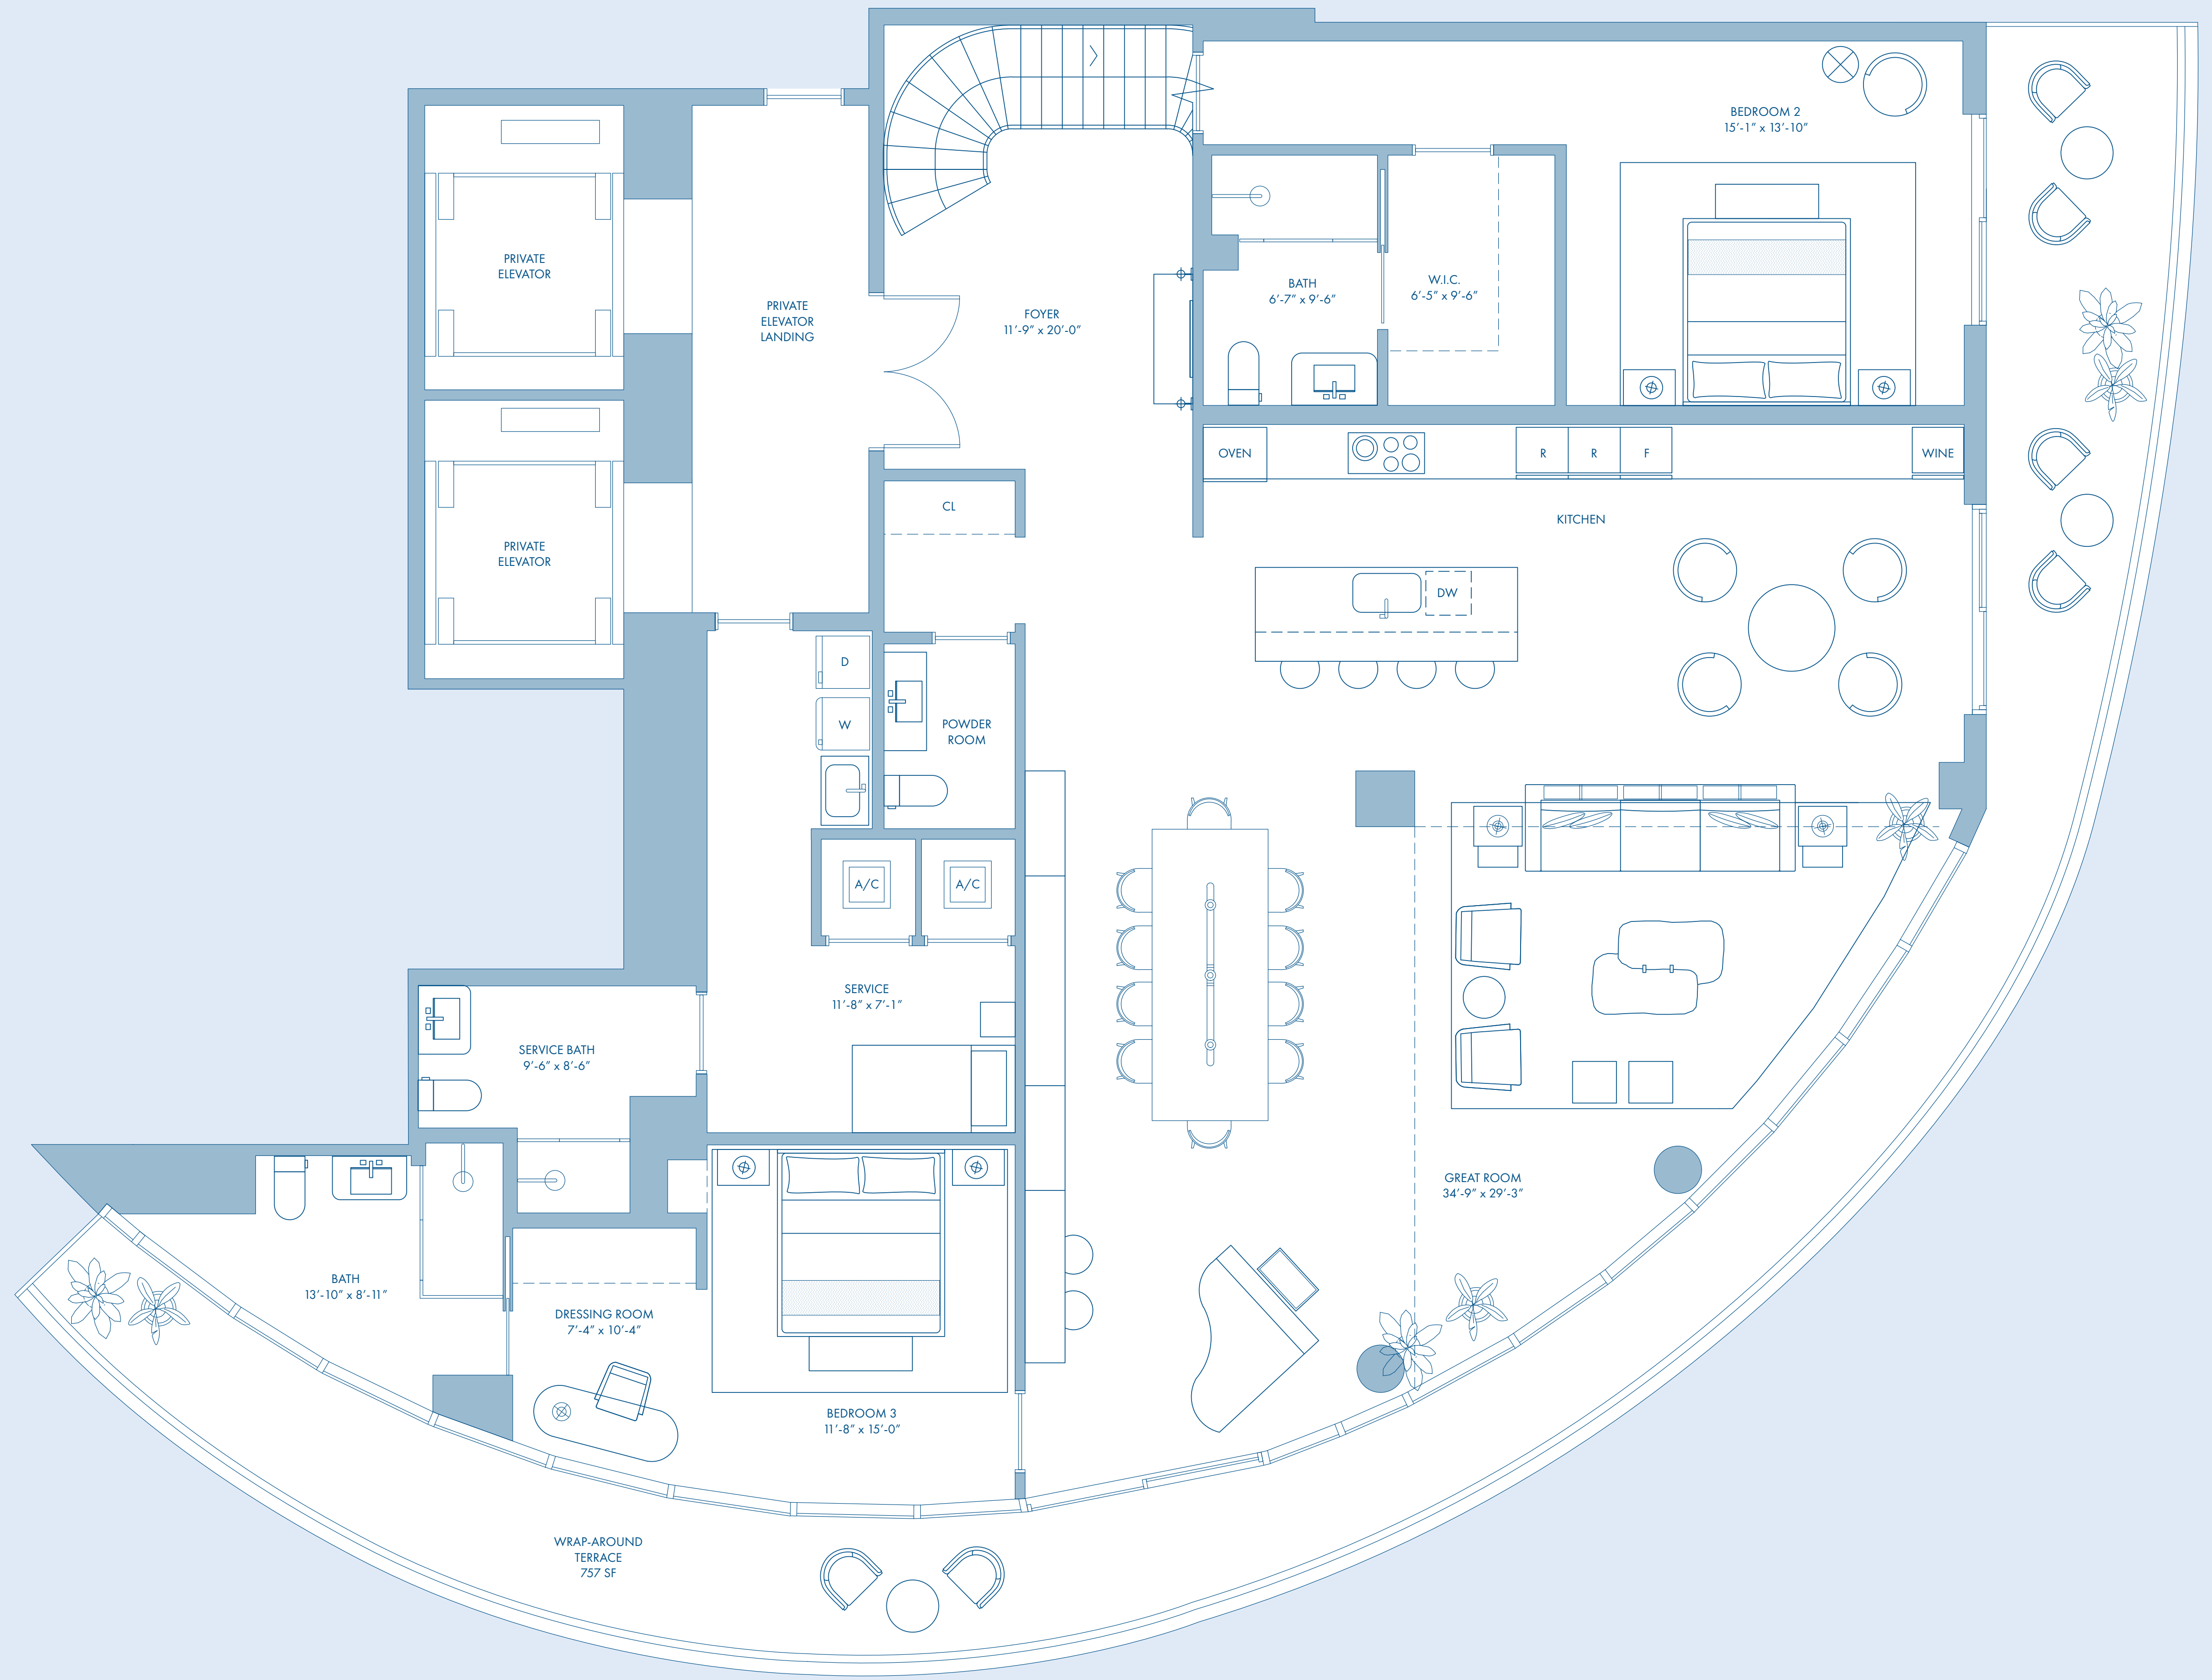 BEDROOM 2
15’-1” x 13’-10”
PRIVATE
ELEVATOR
PRIVATE
ELEVATOR
LANDING
FOYER
11’-9” x 20’-0”
BATH
6’-7” x 9’-6”
W.I.C.
6’-5” x 9’-6”
OVEN
R
R
F
WINE
CL
KITCHEN
PRIVATE
ELEVATOR
DW
D
W
POWDER
ROOM
A/C
A/C
SERVICE
11’-8” x 7’-1”
SERVICE BATH
9’-6” x 8’-6”
GREAT ROOM
34’-9” x 29’-3”
BATH
13’-10” x 8’-11”
DRESSING ROOM
7’-4” x 10’-4”
BEDROOM 3
11’-8” x 15’-0”
WRAP-AROUND
TERRACE
757 SF